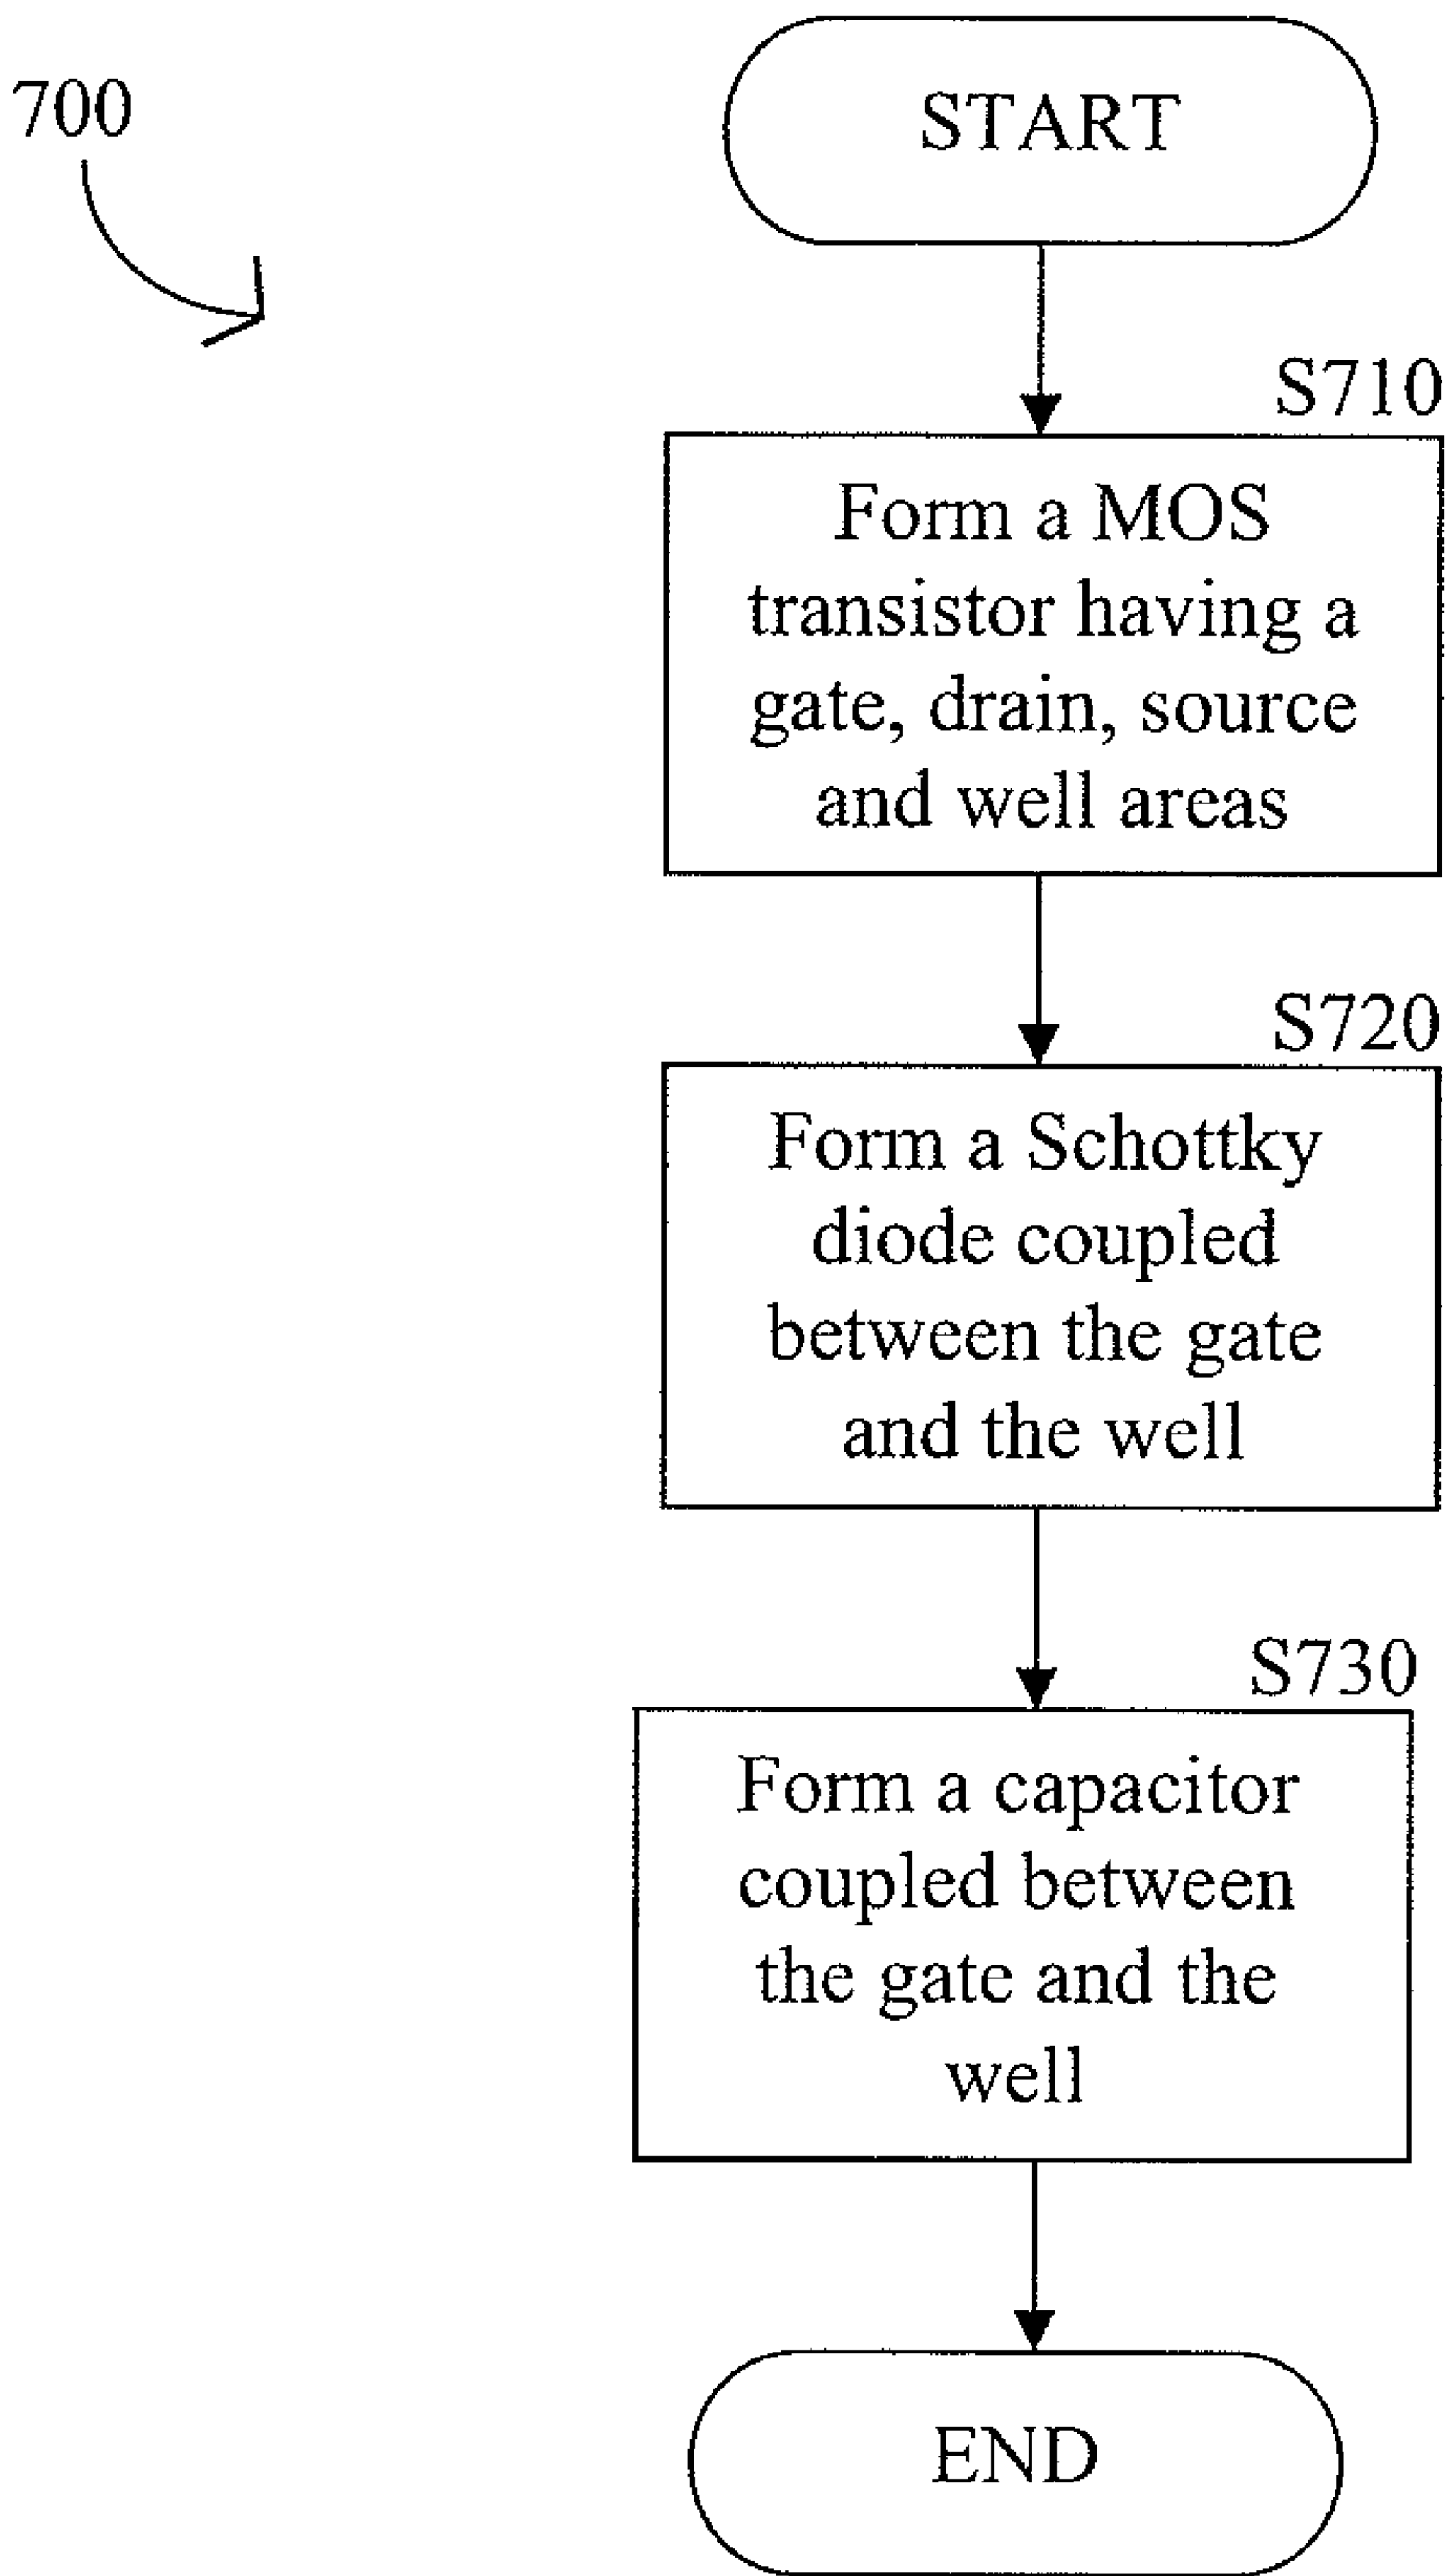 700
START
S710
Form a MOS
transistor having a
gate, drain, source
and well areas
S720
Form a Schottky
diode coupled
between the gate
and the well
S730
Form a capacitor
coupled between
the gate and the
well
END